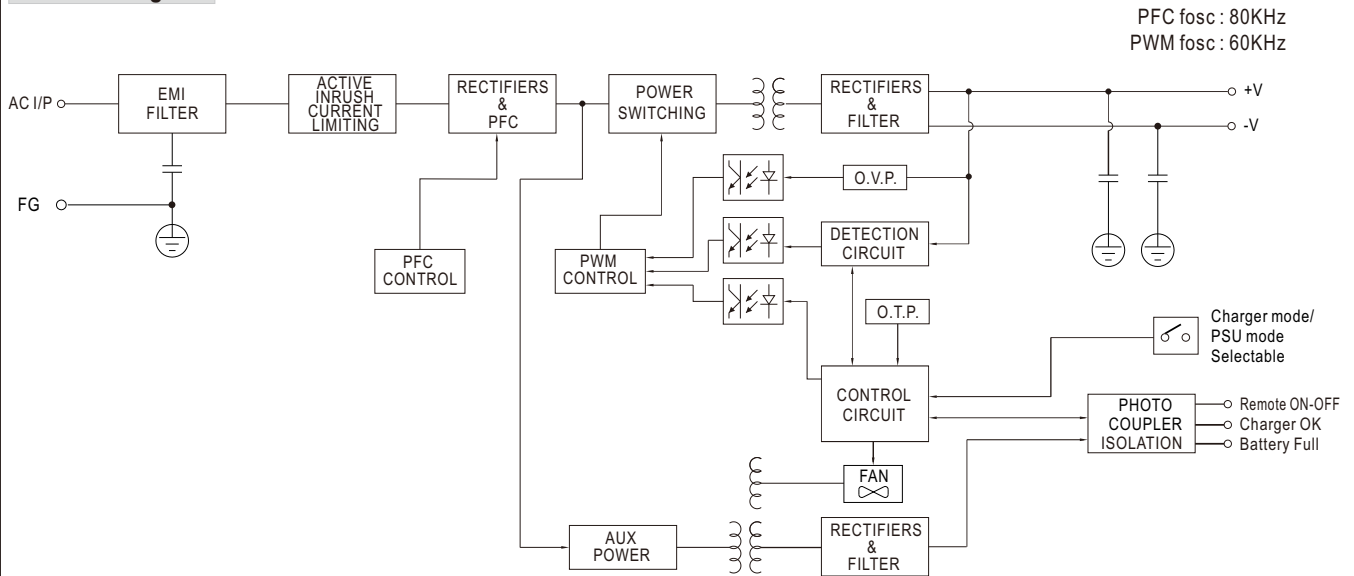 PFC fosc : 80KHz
PWM fosc : 60KHz
AC I/P
EMI
FILTER
ACTIVE
INRUSH
CURRENT
LIMITING
RECTIFIERS
&
PFC
POWER
SWITCHING
RECTIFIERS
&
FILTER
+V
-V
FG
O.V.P.
PFC
CONTROL
PWM
CONTROL
DETECTION
CIRCUIT
O.T.P.
Charger mode/
PSU mode
Selectable
CONTROL
CIRCUIT
PHOTO
COUPLER
ISOLATION
Remote ON-OFF
Charger OK
Battery Full
FAN
AUX
POWER
RECTIFIERS
&
FILTER